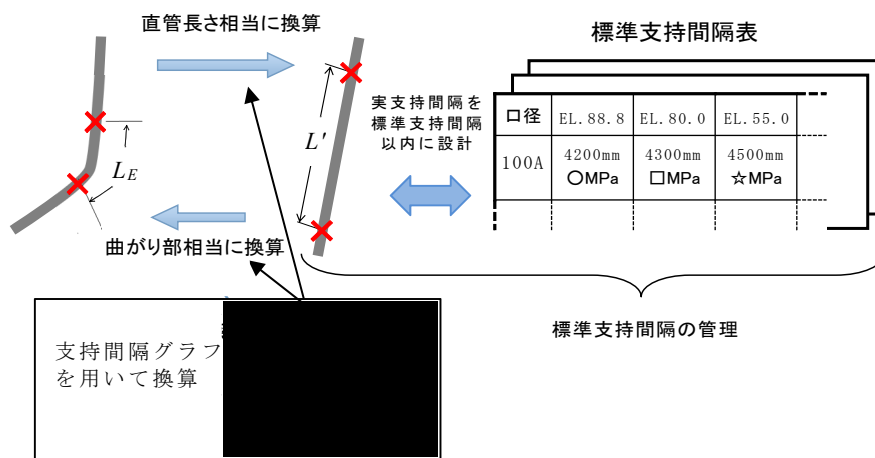 直管長さ相当に換算
標準支持間隔表
実支持間隔を
標準支持間隔
以内に設計
口径 EL.88.8 EL.80.0 EL.55.0
100A 4200mm 4300mm 4500mm
○MPa □MPa ☆MPa
L'
L_E
曲がり部相当に換算
標準支持間隔の管理
支持間隔グラフ
を用いて換算